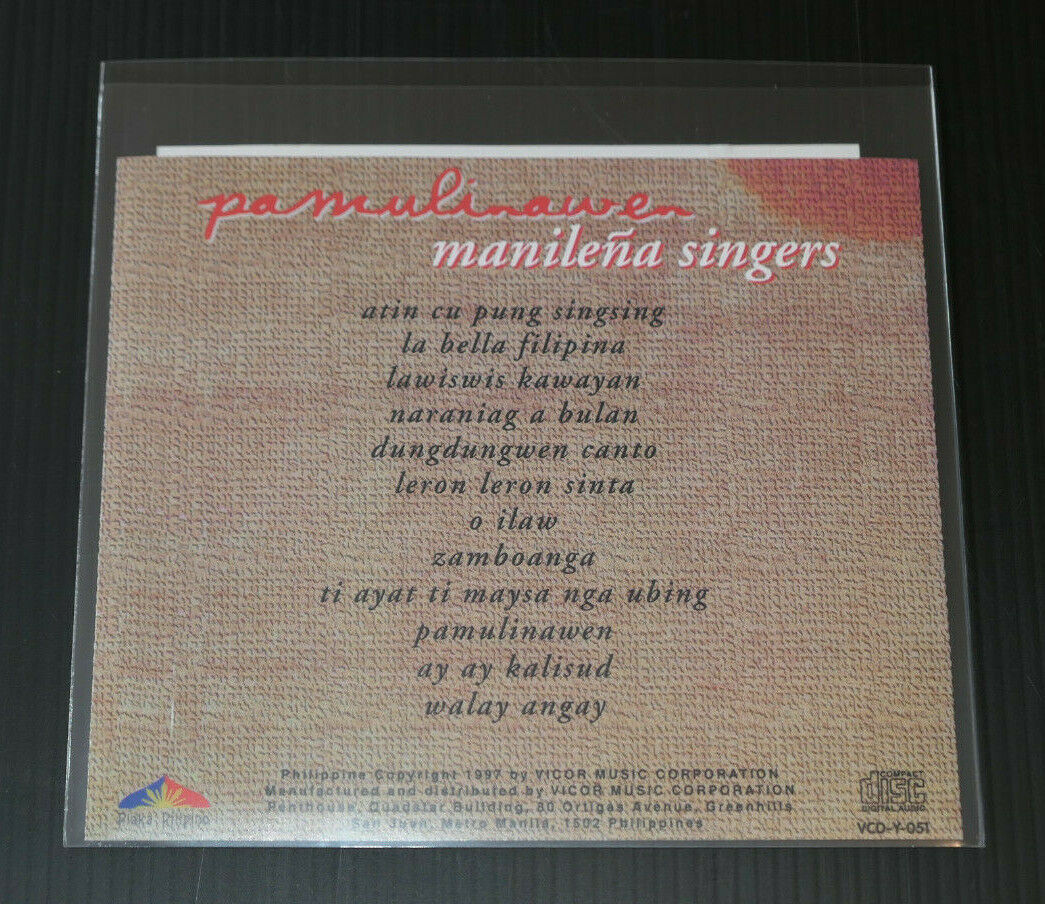 pamulinawen
manileña singers
atin cu pung singsing
la bella filipina
lawiswis kawayan
naraniag a bulan
dungdungwen canto
leron leron sinta
o ilaw
zamboanga
ti ayat ti maysa nga ubing
pamulinawen
ay ay kalisud
walay angay
Philippine Copyright 1997 by VICOR MUSIC CORPORATION
Manufactured and distributed by VICOR MUSIC CORPORATION
Penthouse, Quadstar Building, 80 Ortigas Avenue, Greenhills
San Juan, Metro Manila, 1502 Philippines
Plaka Pilipino
COMPACT
disc
DIGITAL AUDIO
VCD-Y-051